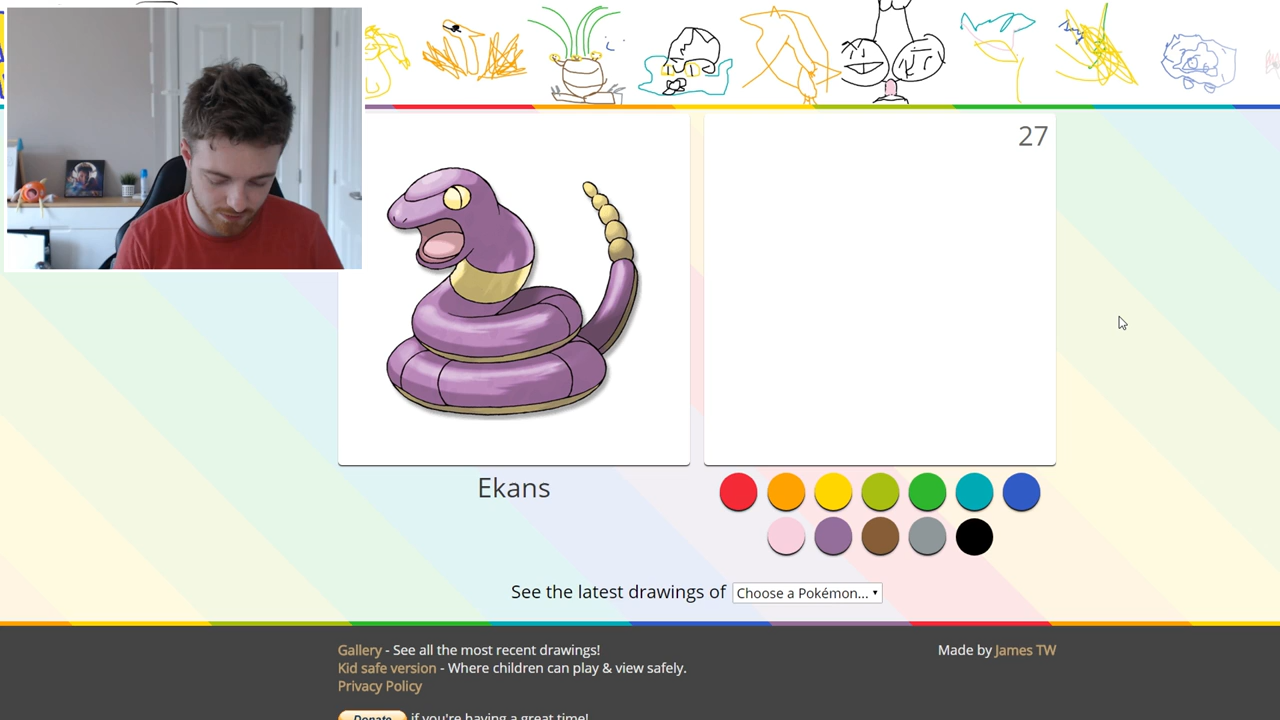 27
Ekans
See the latest drawings of Choose a Pokémon...
Gallery - See all the most recent drawings!
Made by James TW
Kid safe version - Where children can play & view safely.
Privacy Policy
Donate if you're having a great time!